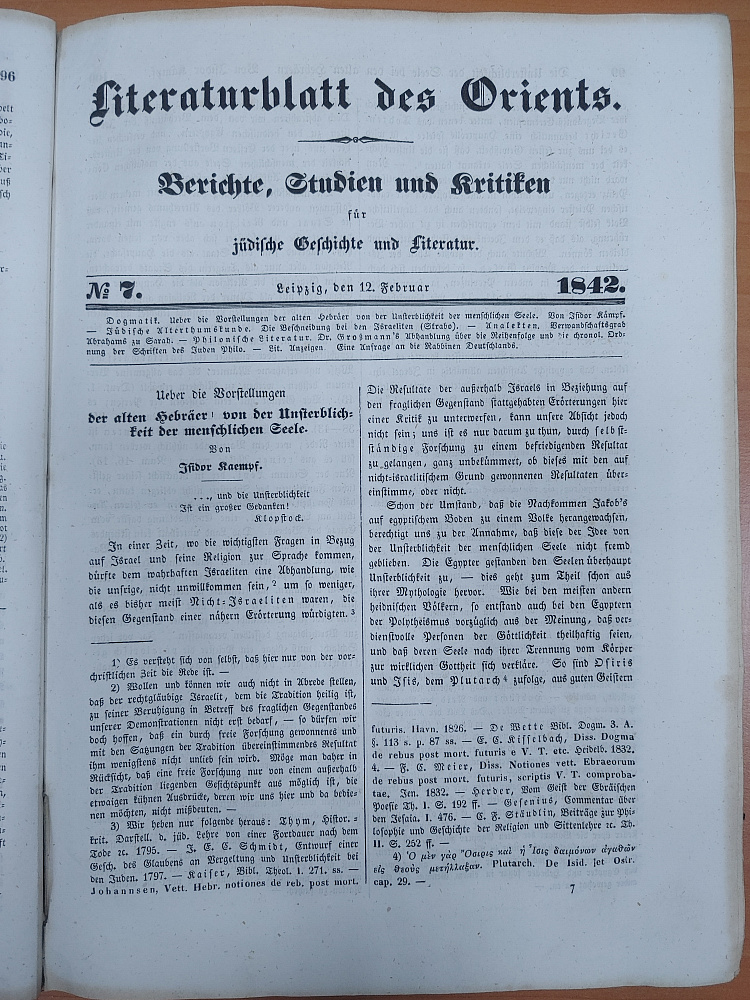 Literaturblatt des Orients.
Berichte, Studien und Kritiken
für
jüdische Geschichte und Literatur.
№ 7.
Leipzig, den 12. Februar
1842.
Dogmatik. Ueber die Vorstellungen der alten Hebräer von der Unsterblichkeit der menschlichen Seele. Von Isidor Kämpf.
— Jüdische Alterthumskunde. Die Beschneidung bei den Israeliten (Strabo). — Analekten. Verwandschaftsgrad
Abrahams zu Sarah. — Philonische Literatur. Dr. Großmann's Abhandlung über die Reihenfolge und die chronol. Ord-
nung der Schriften des Juden Philo. — Lit. Anzeigen. Eine Anfrage an die Rabbinen Deutschlands.
Ueber die Vorstellungen
der alten Hebräer¹ von der Unsterblich-
keit der menschlichen Seele.
Von
Isidor Kaempf.
...., und die Unsterblichkeit
Ist ein großer Gedanken!
Klopstock.
In einer Zeit, wo die wichtigsten Fragen in Bezug
auf Israel und seine Religion zur Sprache kommen,
dürfte dem wahrhaften Israeliten eine Abhandlung, wie
die unsrige, nicht unwillkommen sein,² um so weniger,
als es bisher meist Nicht-Israeliten waren, die
diesen Gegenstand einer nähern Erörterung würdigten.³
1) Es versteht sich von selbst, daß hier nur von der vor-
christlichen Zeit die Rede ist. —
2) Wollen und können wir auch nicht in Abrede stellen,
daß der rechtgläubige Israelit, dem die Tradition heilig ist,
zu seiner Beruhigung in Betreff des fraglichen Gegenstandes
unserer Demonstrationen nicht erst bedarf, — so dürfen wir
doch hoffen, daß ein durch freie Forschung gewonnenes und
mit den Satzungen der Tradition übereinstimmendes Resultat
ihm wenigstens nicht unlieb sein wird. Möge man daher in
Rücksicht, daß eine freie Forschung nur von einem außerhalb
der Tradition liegenden Gesichtspunkt aus möglich ist, die
etwaigen kühnen Ausdrücke, deren wir uns hier und da bedie-
nen möchten, nicht mißdeuten. —
3) Wir heben nur folgende heraus: Thym, Histor.-
krit. Darstell. d. jüd. Lehre von einer Fortdauer nach dem
Tode ꝛc. 1795. — J. E. C. Schmidt, Entwurf einer
Gesch. des Glaubens an Vergeltung und Unsterblichkeit bei
den Juden. 1797. — Kaiser, Bibl. Theol. I. 271. ss. —
Johannsen, Vett. Hebr. notiones de reb. post mort.
Die Resultate der außerhalb Israels in Beziehung auf
den fraglichen Gegenstand stattgehabten Erörterungen hier
einer Kritik zu unterwerfen, kann unsere Absicht jedoch
nicht sein; uns ist es nur darum zu thun, durch selbst-
ständige Forschung zu einem befriedigenden Resultat
zu gelangen, ganz unbekümmert, ob dieses mit den auf
nicht-israelitischem Grund gewonnenen Resultaten über-
einstimme, oder nicht.
Schon der Umstand, daß die Nachkommen Jakob's
auf egyptischem Boden zu einem Volke herangewachsen,
berechtigt uns zu der Annahme, daß diese der Idee von
der Unsterblichkeit der menschlichen Seele nicht fremd
geblieben. Die Egypter gestanden den Seelen überhaupt
Unsterblichkeit zu, — dies geht zum Theil schon aus
ihrer Mythologie hervor. Wie bei den meisten andern
heidnischen Völkern, so entstand auch bei den Egyptern
der Polytheismus vorzüglich aus der Meinung, daß ver-
dienstvolle Personen der Göttlichkeit theilhaftig seien,
und daß deren Seele nach ihrer Trennung vom Körper
zur wirklichen Gottheit sich verkläre. So sind Osiris
und Isis, dem Plutarch⁴ zufolge, aus guten Geistern
futuris. Havn. 1826. — De Wette Bibl. Dogm. 3. A.
§. 113 s. p. 87 ss. — E. C. Kisselbach, Diss. Dogma
de rebus post mort. futuris e V. T. etc. Heidelb. 1832.
4. — F. C. Meier, Diss. Notiones vett. Ebraeorum
de rebus post mort. futuris, scriptis V. T. comproba-
tae. Jen. 1832. — Herder, Vom Geist der Ebräischen
Poesie Th. I. S. 192 ff. — Gesenius, Commentar über
den Jesaia. I. 476. — C. F. Stäudlin, Beiträge zur Phi-
losophie und Geschichte der Religion und Sittenlehre ꝛc. Th.
II. S. 252 ff. —
4) Ὁ μὲν γὰρ Ὄσιρις καὶ ἡ Ἶσις δαιμόνων ἀγαθῶν
εἰς θεοὺς μετήλλαξαν. Plutarch. De Isid. et Osir.
cap. 29. —
7
96